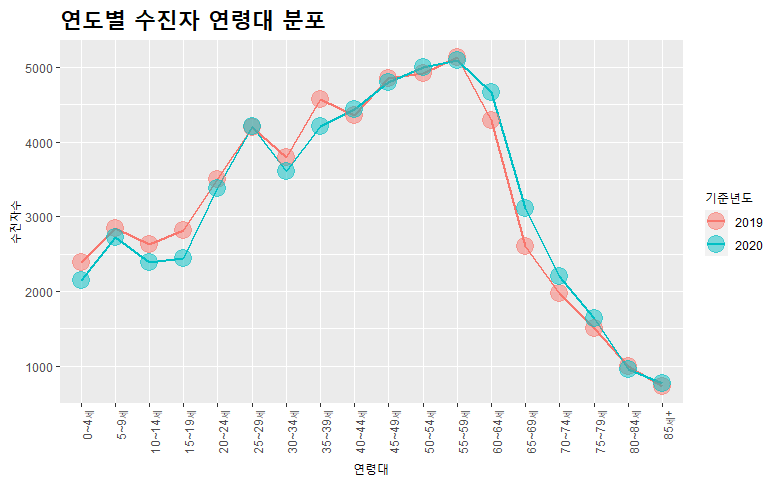 연도별 수진자 연령대 분포
5000
4000
3000
2000
1000
수진자수
0~4세
5~9세
10~14세
15~19세
20~24세
25~29세
30~34세
35~39세
40~44세
45~49세
50~54세
55~59세
60~64세
65~69세
70~74세
75~79세
80~84세
85세+
연령대
기준년도
2019
2020